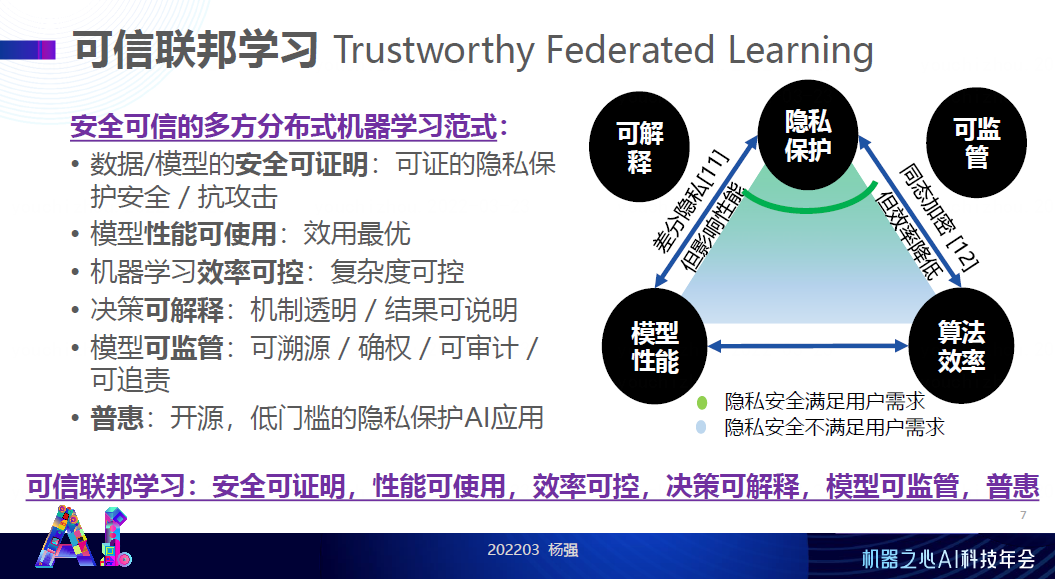 可信联邦学习 Trustworthy Federated Learning
安全可信的多方分布式机器学习范式：
• 数据/模型的安全可证明：可证的隐私保
护安全 / 抗攻击
• 模型性能可使用：效用最优
• 机器学习效率可控：复杂度可控
• 决策可解释：机制透明 / 结果可说明
• 模型可监管：可溯源 / 确权 / 可审计 /
可追责
• 普惠：开源，低门槛的隐私保护AI应用
可解
释
隐私
保护
可监
管
差分隐私[11]
但影响性能
同态加密 [12]
但效率降低
模型
性能
算法
效率
隐私安全满足用户需求
隐私安全不满足用户需求
可信联邦学习：安全可证明，性能可使用，效率可控，决策可解释，模型可监管，普惠
7
AI
202203 杨强
机器之心AI科技年会